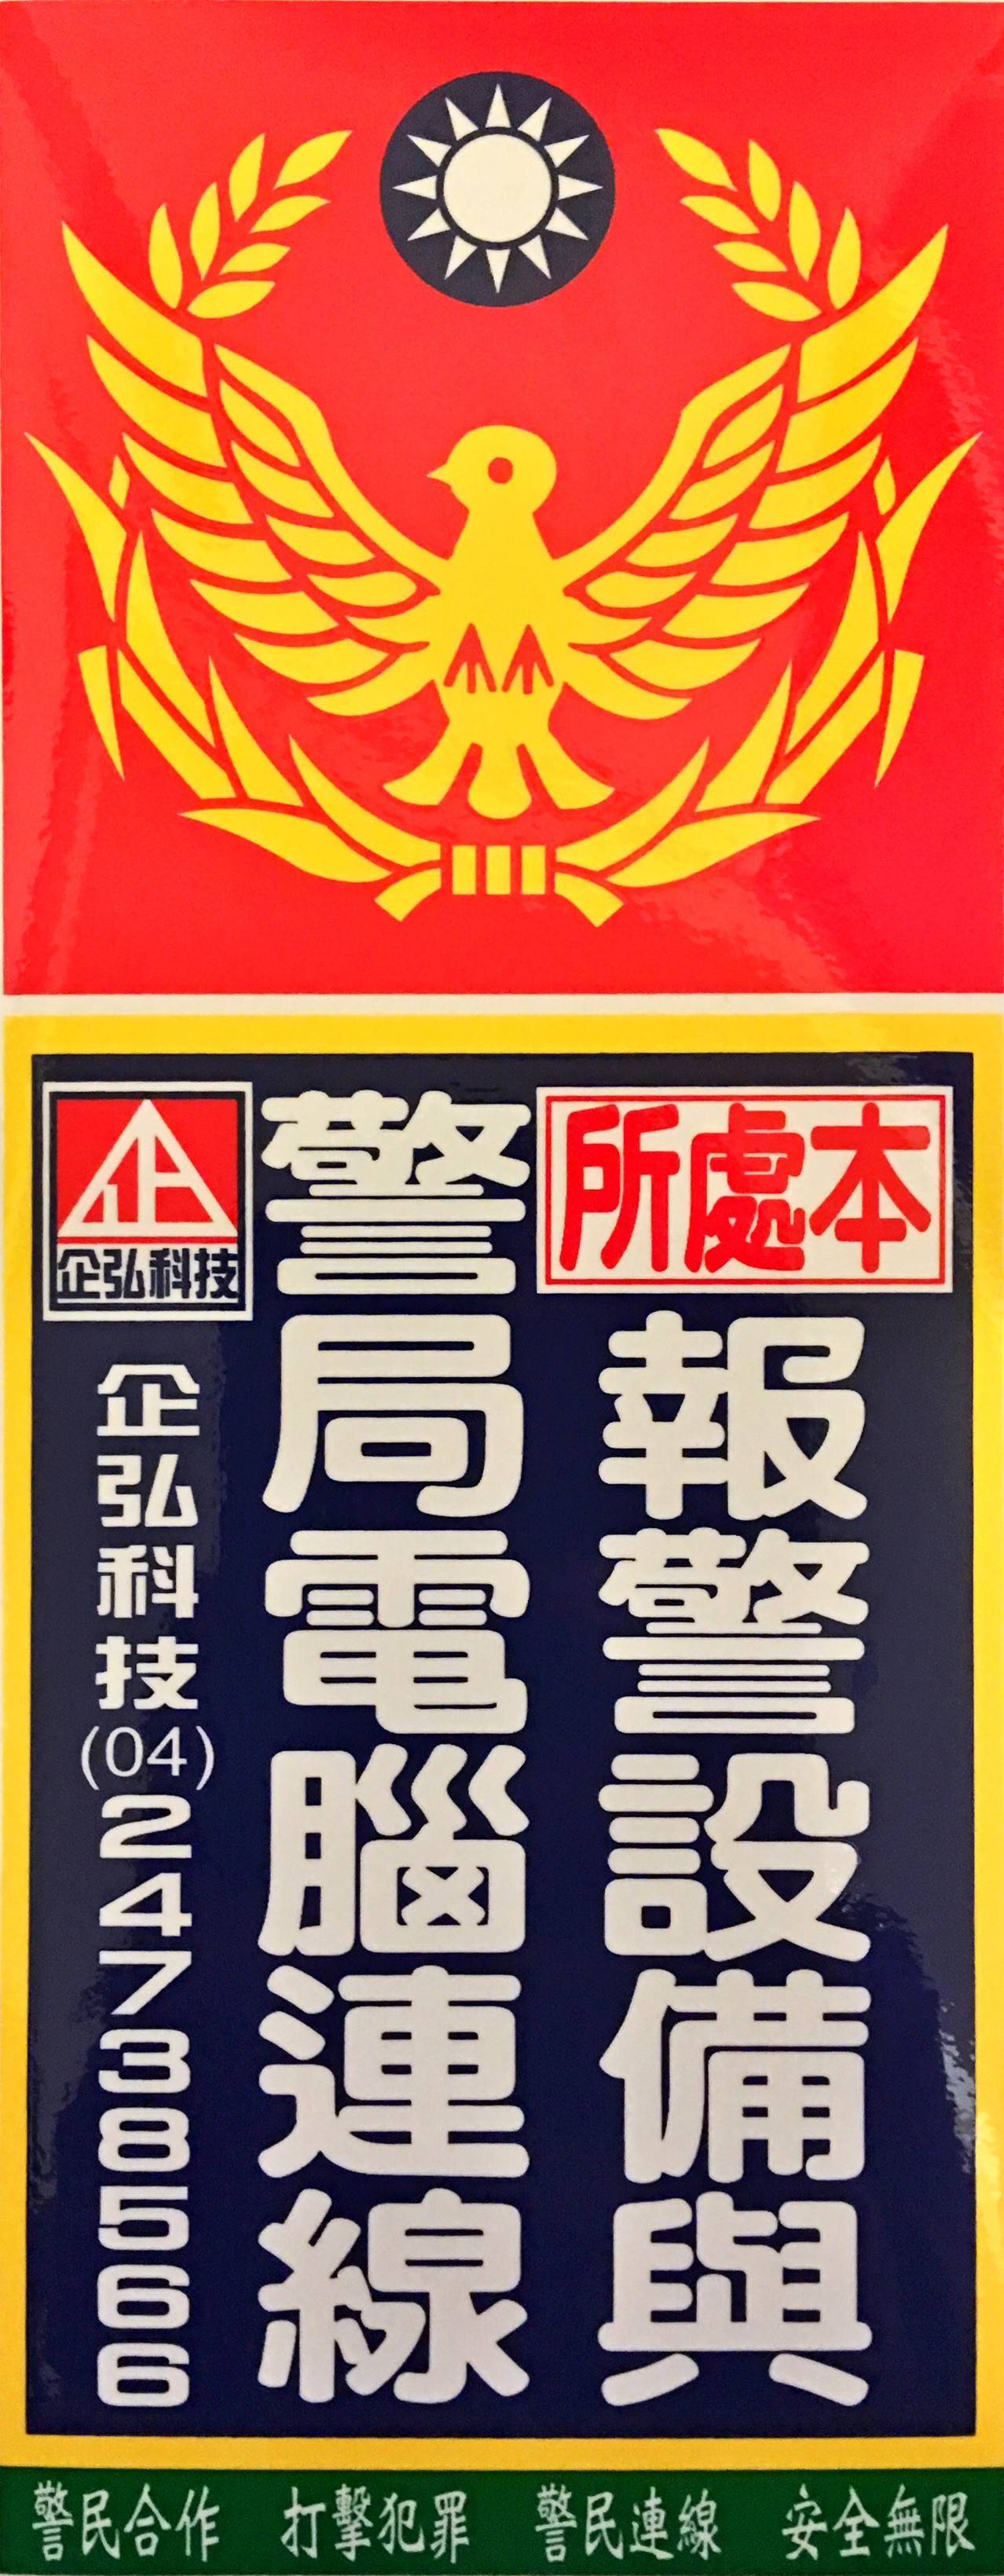 本處所
報警設備與
警局電腦連線
企弘科技
企弘科技(04)24738566
警民合作 打擊犯罪 警民連線 安全無限